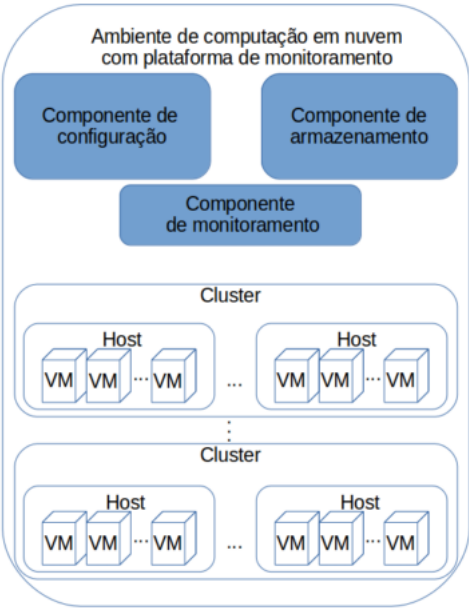 Ambiente de computação em nuvem
com plataforma de monitoramento
Componente de
configuração
Componente de
armazenamento
Componente
de monitoramento
Cluster
Host
VM VM ... VM
...
Host
VM VM ... VM
...
Cluster
Host
VM VM ... VM
...
Host
VM VM ... VM